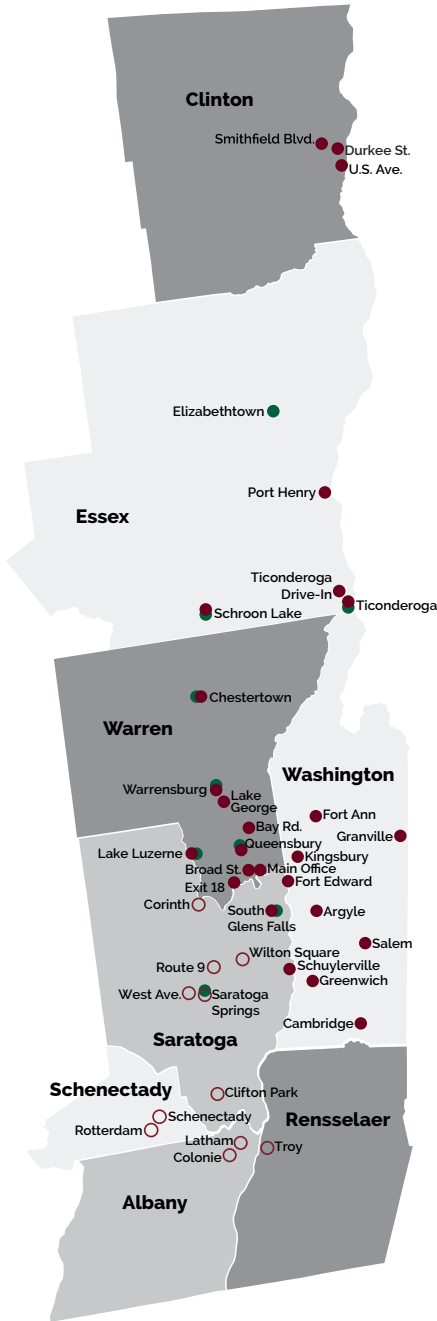 Clinton
Smithfield Blvd.
Durkee St.
U.S. Ave.
Elizabethtown
Port Henry
Essex
Ticonderoga
Drive-In
Ticonderoga
Schroon Lake
Chestertown
Warren
Washington
Warrensburg
Lake
George
Fort Ann
Bay Rd.
Granville
Queensbury
Lake Luzerne
Kingsbury
Broad St.
Main Office
Exit 18
Fort Edward
Corinth
South
Glens Falls
Argyle
Salem
Wilton Square
Route 9
Schuylerville
Greenwich
West Ave.
Saratoga
Springs
Cambridge
Saratoga
Schenectady
Clifton Park
Schenectady
Rensselaer
Rotterdam
Latham
Troy
Colonie
Albany